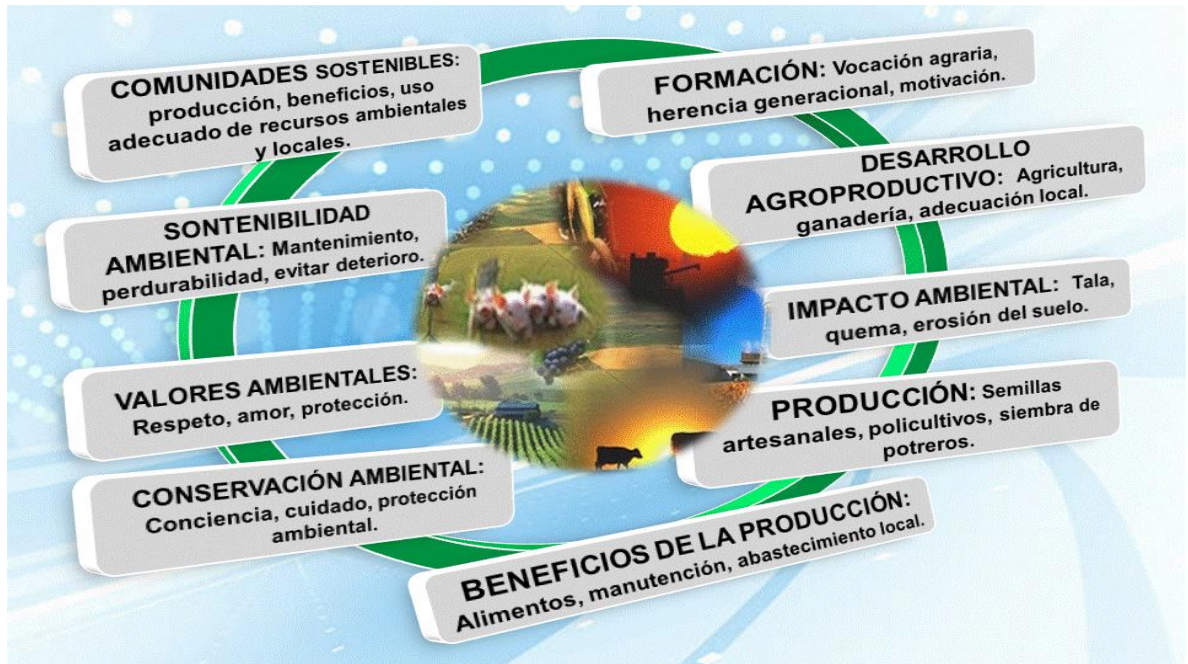 COMUNIDADES SOSTENIBLES:
producción, beneficios, uso
adecuado de recursos ambientales
y locales.
FORMACIÓN: Vocación agraria,
herencia generacional, motivación.
DESARROLLO
AGROPRODUCTIVO: Agricultura,
ganadería, adecuación local.
SONTENIBILIDAD
AMBIENTAL: Mantenimiento,
perdurabilidad, evitar deterioro.
IMPACTO AMBIENTAL: Tala,
quema, erosión del suelo.
VALORES AMBIENTALES:
Respeto, amor, protección.
PRODUCCIÓN: Semillas
artesanales, policultivos, siembra de
potreros.
CONSERVACIÓN AMBIENTAL:
Conciencia, cuidado, protección
ambiental.
BENEFICIOS DE LA PRODUCCIÓN:
Alimentos, manutención, abastecimiento local.